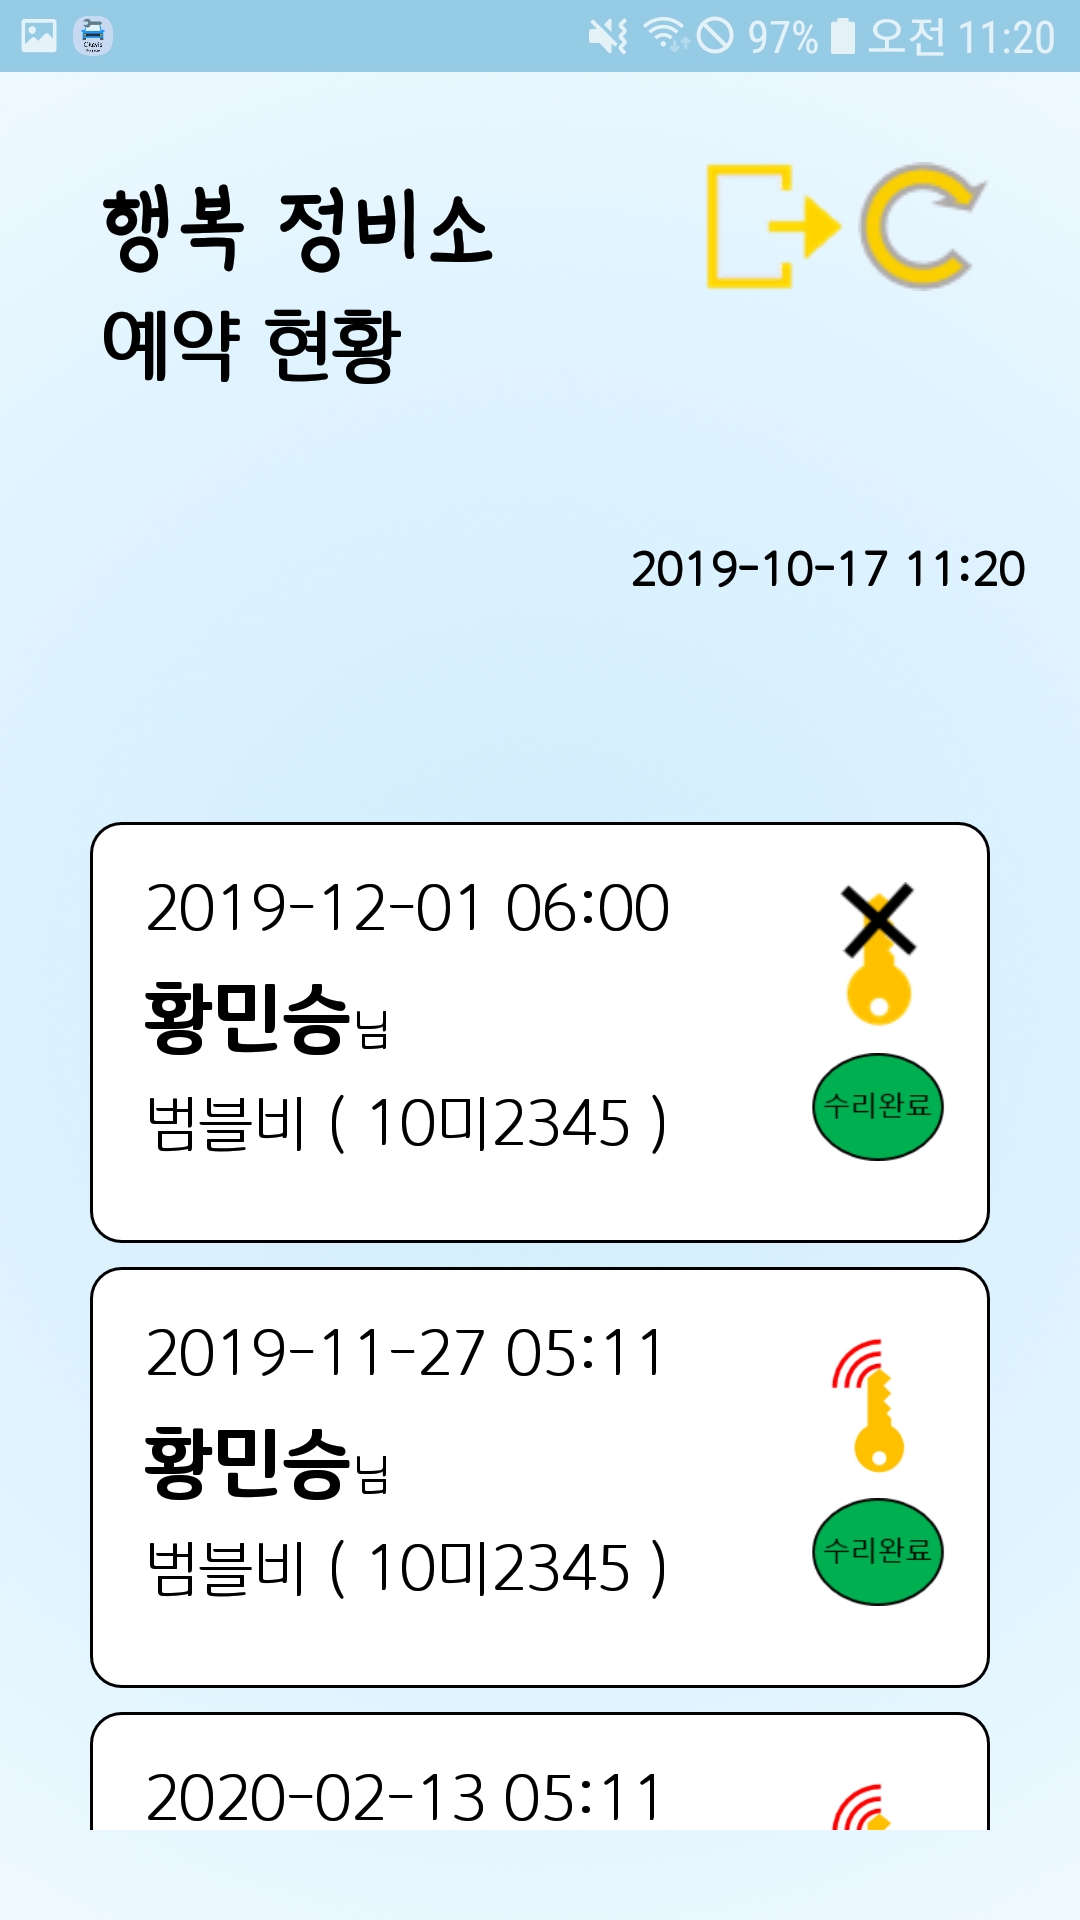 97% 오전 11:20
행복 정비소
예약 현황
2019-10-17 11:20
2019-12-01 06:00
황민승님
범블비 ( 10미2345 )
수리완료
2019-11-27 05:11
황민승님
범블비 ( 10미2345 )
수리완료
2020-02-13 05:11